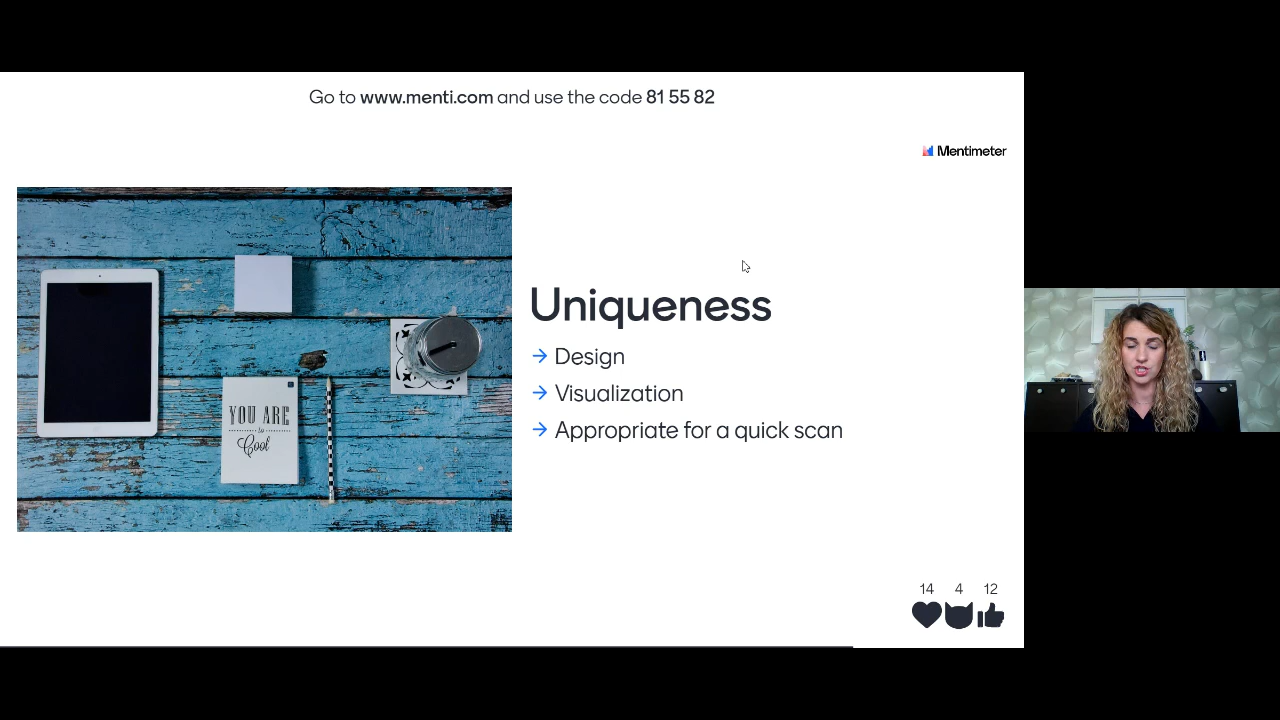 Go to www.menti.com and use the code 81 55 82
Mentimeter
Uniqueness
→ Design
→ Visualization
→ Appropriate for a quick scan
YOU ARE
to
Cool
14 4 12